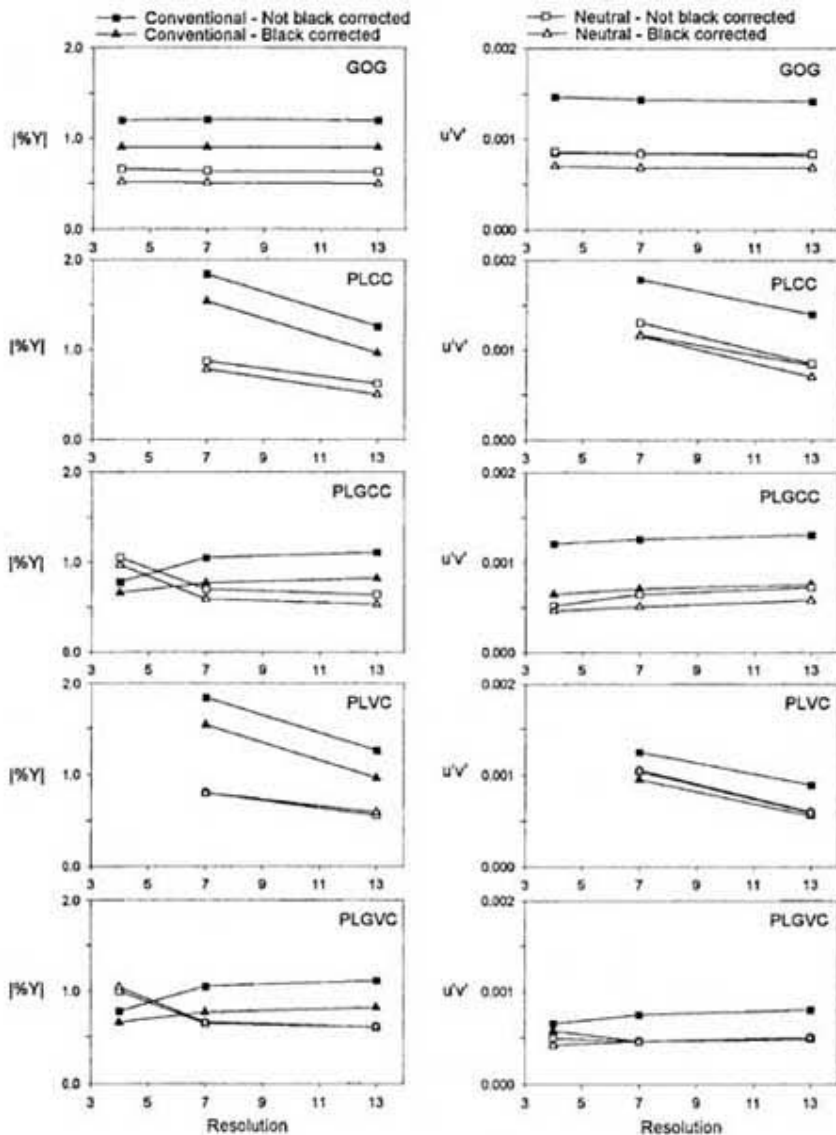 Conventional - Not black corrected
Conventional - Black corrected
Neutral - Not black corrected
Neutral - Black corrected
GOG
|%Y|
2.0
1.0
0.0
3 5 7 9 11 13
GOG
u'v'
0.002
0.001
0.000
3 5 7 9 11 13
PLCC
|%Y|
2.0
1.0
0.0
3 5 7 9 11 13
PLCC
u'v'
0.002
0.001
0.000
3 5 7 9 11 13
PLGCC
|%Y|
2.0
1.0
0.0
3 5 7 9 11 13
PLGCC
u'v'
0.002
0.001
0.000
3 5 7 9 11 13
PLVC
|%Y|
2.0
1.0
0.0
3 5 7 9 11 13
PLVC
u'v'
0.002
0.001
0.000
3 5 7 9 11 13
PLGVC
|%Y|
2.0
1.0
0.0
3 5 7 9 11 13
Resolution
PLGVC
u'v'
0.002
0.001
0.000
3 5 7 9 11 13
Resolution